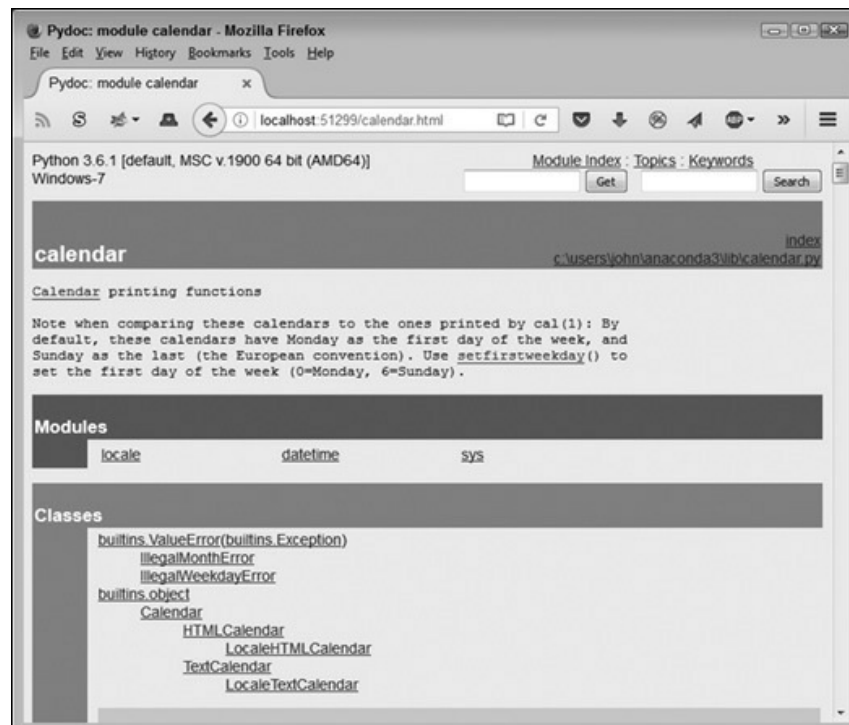 Pydoc: module calendar - Mozilla Firefox
File Edit View History Bookmarks Tools Help
Pydoc: module calendar ×
localhost:51299/calendar.html
ABP
Python 3.6.1 [default, MSC v.1900 64 bit (AMD64)]
Windows-7
Module Index : Topics : Keywords
Get
Search
calendar
index
c:\users\john\anaconda3\lib\calendar.py
Calendar printing functions
Note when comparing these calendars to the ones printed by cal(1): By
default, these calendars have Monday as the first day of the week, and
Sunday as the last (the European convention). Use setfirstweekday() to
set the first day of the week (0=Monday, 6=Sunday).
Modules
locale datetime sys
Classes
builtins.ValueError(builtins.Exception)
IllegalMonthError
IllegalWeekdayError
builtins.object
Calendar
HTMLCalendar
LocaleHTMLCalendar
TextCalendar
LocaleTextCalendar